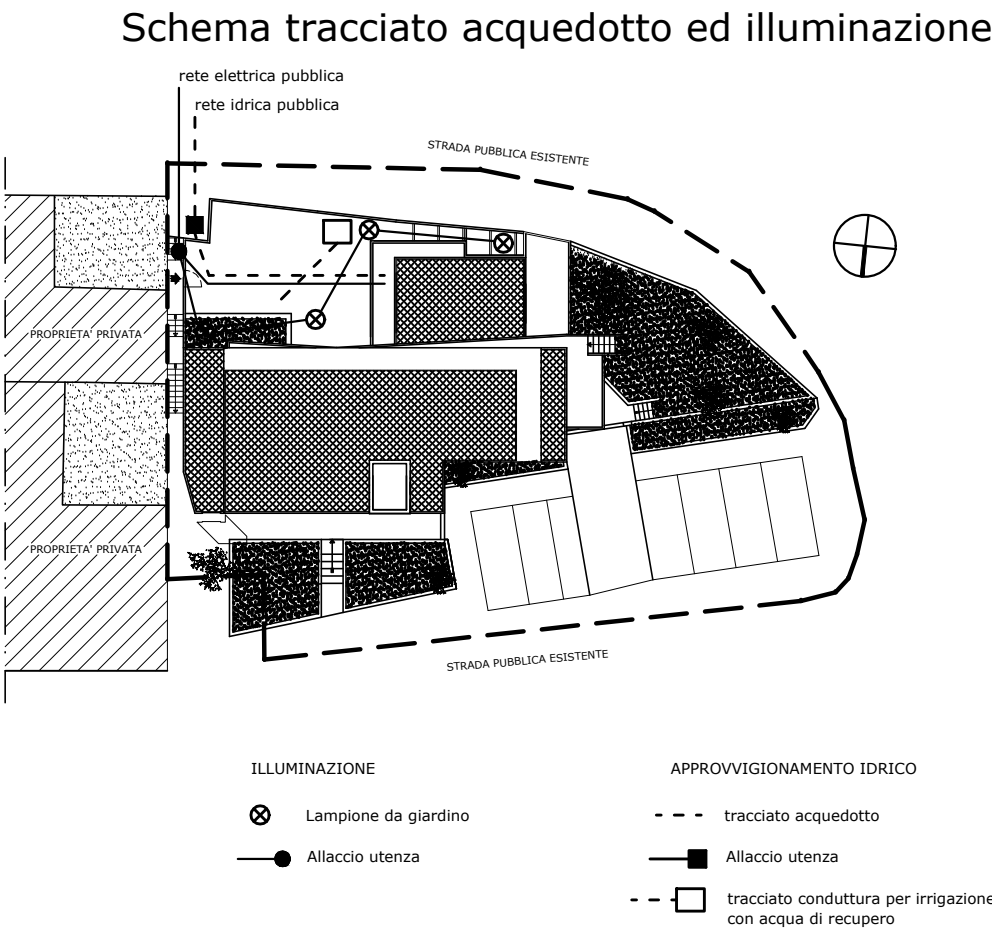 Schema tracciato acquedotto ed illuminazione
rete elettrica pubblica
rete idrica pubblica
STRADA PUBBLICA ESISTENTE
PROPRIETA' PRIVATA
PROPRIETA' PRIVATA
STRADA PUBBLICA ESISTENTE
ILLUMINAZIONE
Lampione da giardino
Allaccio utenza
APPROVVIGIONAMENTO IDRICO
tracciato acquedotto
Allaccio utenza
tracciato conduttura per irrigazione
con acqua di recupero